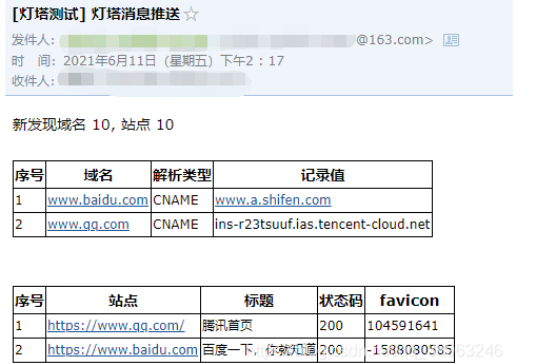 [灯塔测试] 灯塔消息推送
发件人: @163.com>
时 间: 2021年6月11日（星期五）下午2：17
收件人:
新发现域名 10, 站点 10
序号 域名 解析类型 记录值
1 www.baidu.com CNAME www.a.shifen.com
2 www.qq.com CNAME ins-r23tsuuf.ias.tencent-cloud.net
序号 站点 标题 状态码 favicon
1 https://www.qq.com/ 腾讯首页 200 104591641
2 https://www.baidu.com 百度一下，你就知道 200 -1588080585